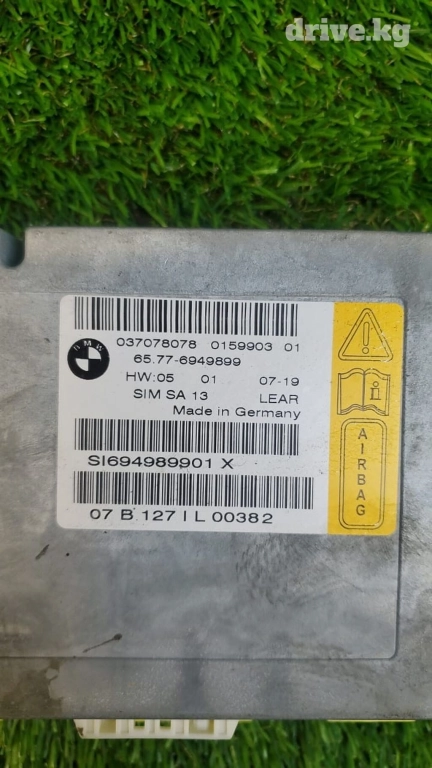 drive.kg
037078078 0159903 01
65.77-6949899
BMW
HW:05 01 07-19
SIM SA 13 LEAR
Made in Germany
SI694989901 X
07 B 127 I L 00382
AIRBAG